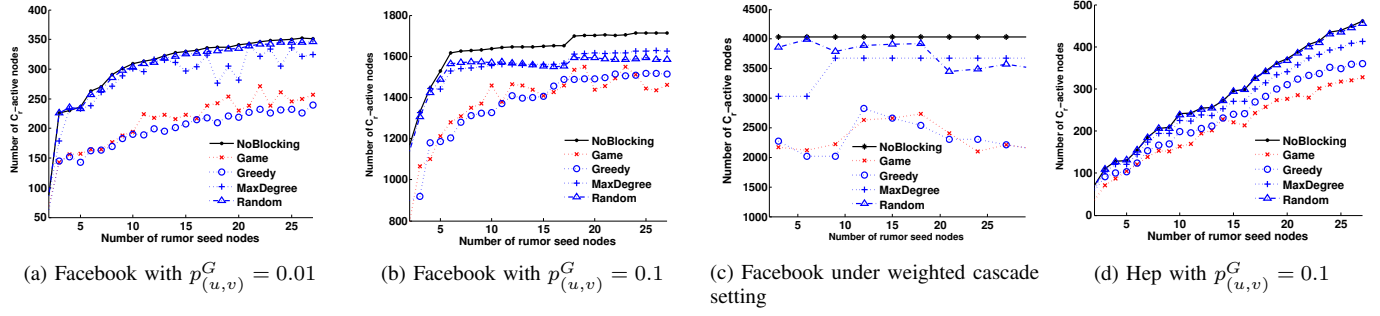 400
350
300
250
200
150
100
50
5
10
15
20
25
Number of C_r-active nodes
Number of rumor seed nodes
NoBlocking
Game
Greedy
MaxDegree
Random
(a) Facebook with $p^G_{(u,v)} = 0.01$
1800
1600
1400
1200
1000
800
5
10
15
20
25
Number of C_r-active nodes
Number of rumor seed nodes
NoBlocking
Game
Greedy
MaxDegree
Random
(b) Facebook with $p^G_{(u,v)} = 0.1$
4500
4000
3500
3000
2500
2000
1500
1000
5
10
15
20
25
Number of C_r-active nodes
Number of rumor seed nodes
NoBlocking
Game
Greedy
MaxDegree
Random
(c) Facebook under weighted cascade
setting
500
400
300
200
100
0
5
10
15
20
25
Number of C_r-active nodes
Number of rumor seed nodes
NoBlocking
Game
Greedy
MaxDegree
Random
(d) Hep with $p^G_{(u,v)} = 0.1$